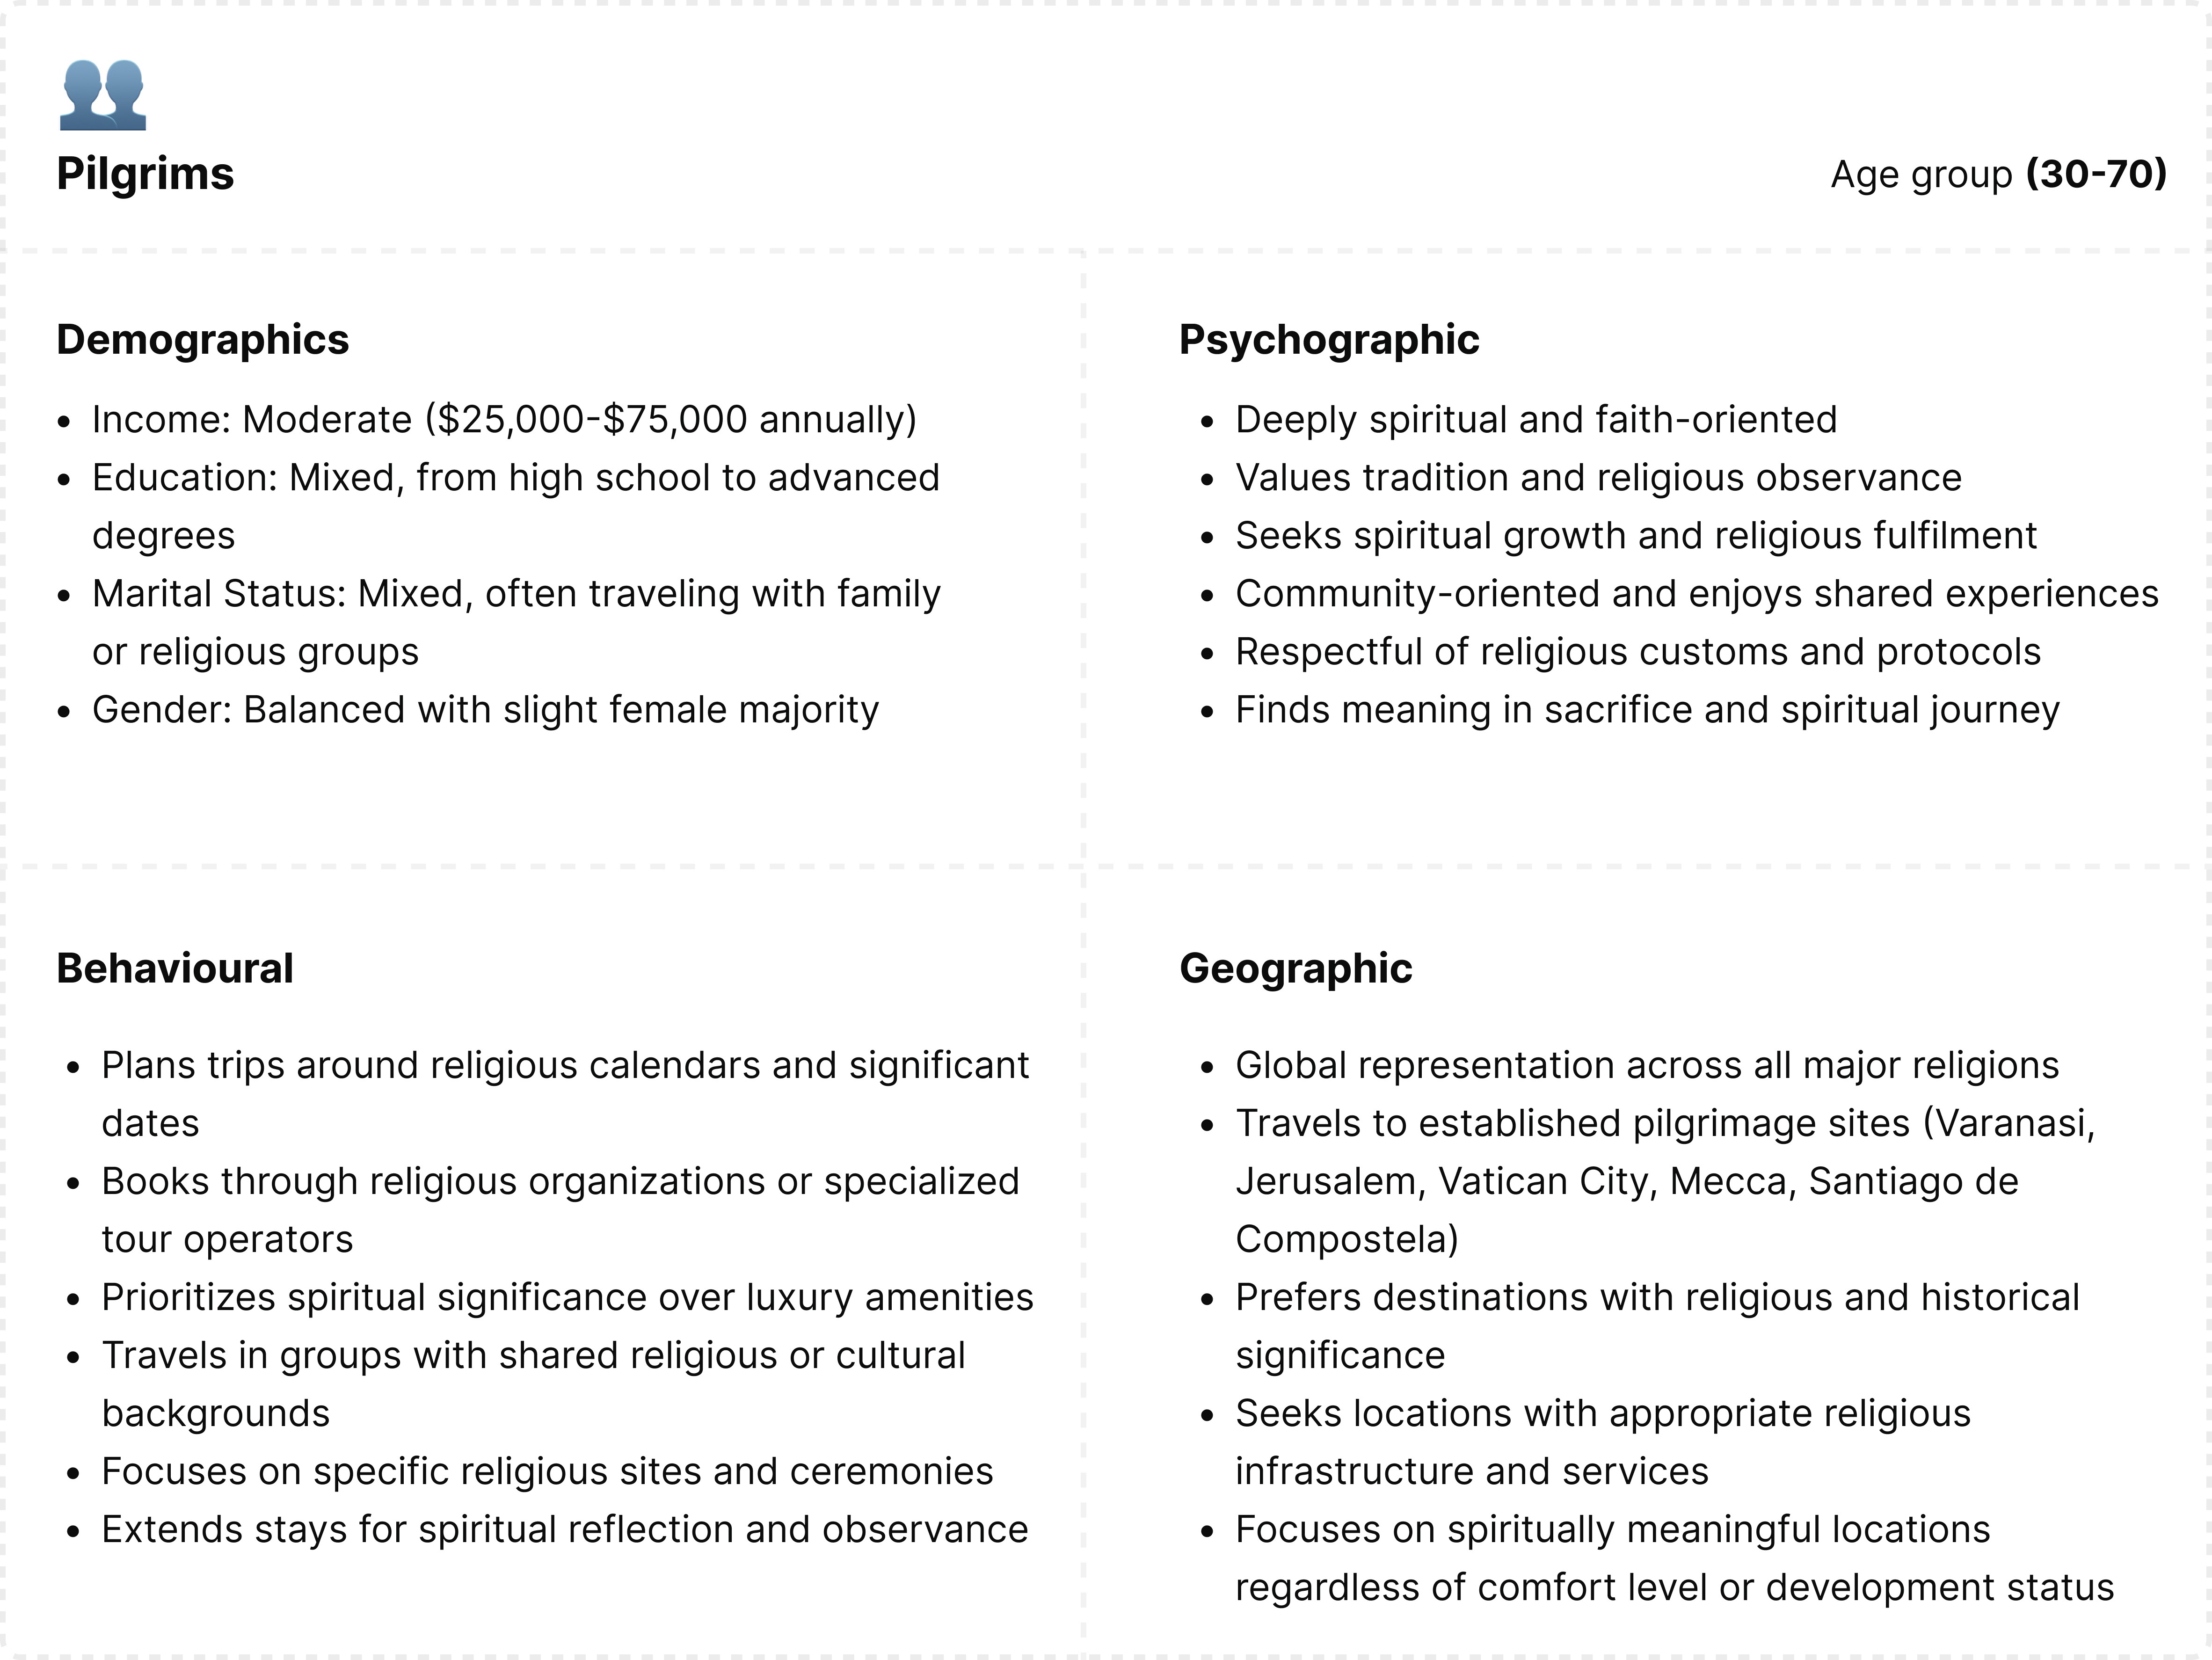 Pilgrims
Age group (30-70)
Demographics
• Income: Moderate ($25,000-$75,000 annually)
• Education: Mixed, from high school to advanced
degrees
• Marital Status: Mixed, often traveling with family
or religious groups
• Gender: Balanced with slight female majority
Psychographic
• Deeply spiritual and faith-oriented
• Values tradition and religious observance
• Seeks spiritual growth and religious fulfilment
• Community-oriented and enjoys shared experiences
• Respectful of religious customs and protocols
• Finds meaning in sacrifice and spiritual journey
Behavioural
• Plans trips around religious calendars and significant
dates
• Books through religious organizations or specialized
tour operators
• Prioritizes spiritual significance over luxury amenities
• Travels in groups with shared religious or cultural
backgrounds
• Focuses on specific religious sites and ceremonies
• Extends stays for spiritual reflection and observance
Geographic
• Global representation across all major religions
• Travels to established pilgrimage sites (Varanasi,
Jerusalem, Vatican City, Mecca, Santiago de
Compostela)
• Prefers destinations with religious and historical
significance
• Seeks locations with appropriate religious
infrastructure and services
• Focuses on spiritually meaningful locations
regardless of comfort level or development status